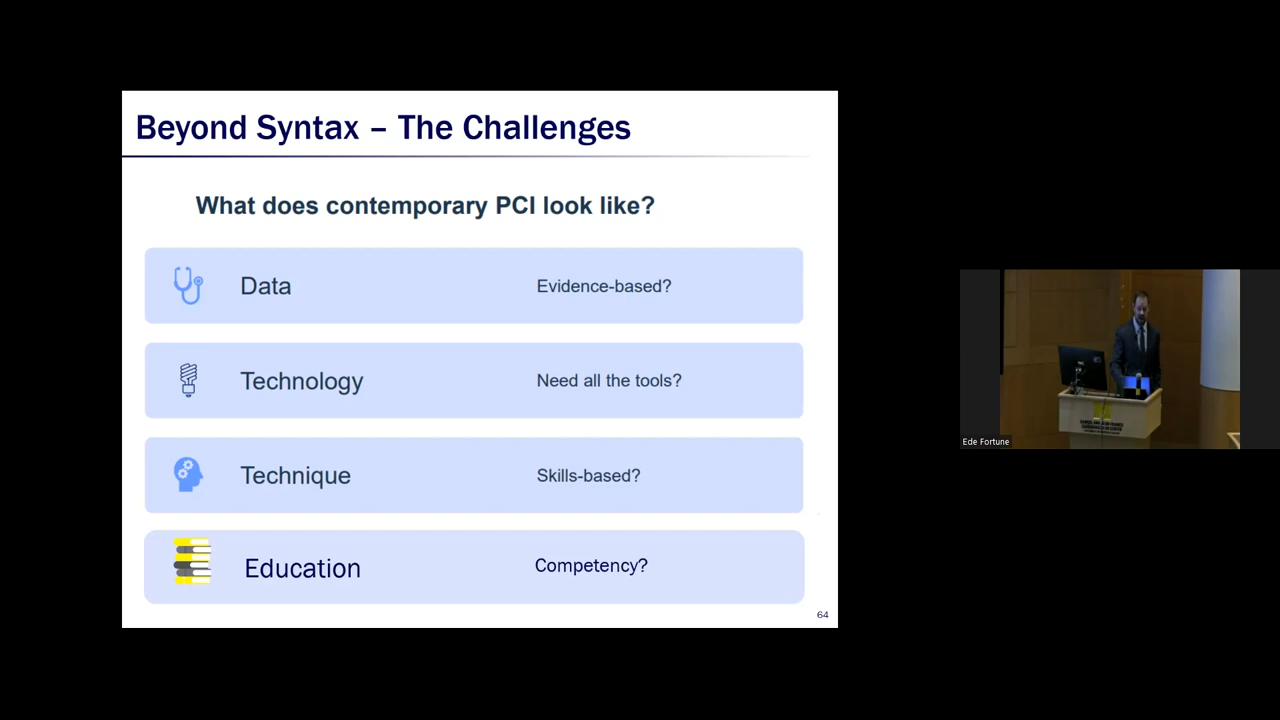 Beyond Syntax – The Challenges
What does contemporary PCI look like?
Data
Evidence-based?
Technology
Need all the tools?
Technique
Skills-based?
Education
Competency?
64
Ede Fortune